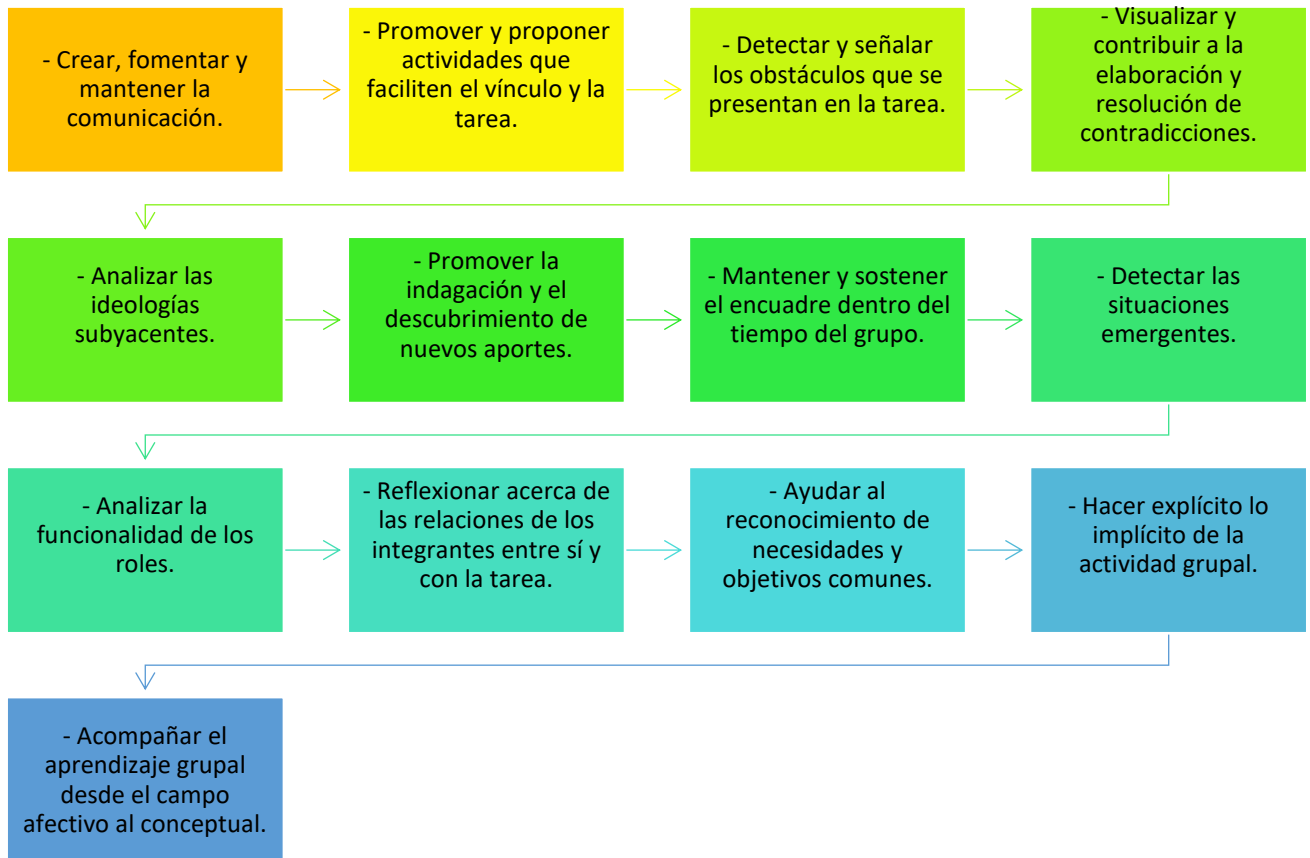 - Crear, fomentar y
mantener la
comunicación.
- Promover y proponer
actividades que
faciliten el vínculo y la
tarea.
- Detectar y señalar
los obstáculos que se
presentan en la tarea.
- Visualizar y
contribuir a la
elaboración y
resolución de
contradicciones.
- Analizar las
ideologías
subyacentes.
- Promover la
indagación y el
descubrimiento de
nuevos aportes.
- Mantener y sostener
el encuadre dentro del
tiempo del grupo.
- Detectar las
situaciones
emergentes.
- Analizar la
funcionalidad de los
roles.
- Reflexionar acerca de
las relaciones de los
integrantes entre sí y
con la tarea.
- Ayudar al
reconocimiento de
necesidades y
objetivos comunes.
- Hacer explícito lo
implícito de la
actividad grupal.
- Acompañar el
aprendizaje grupal
desde el campo
afectivo al conceptual.